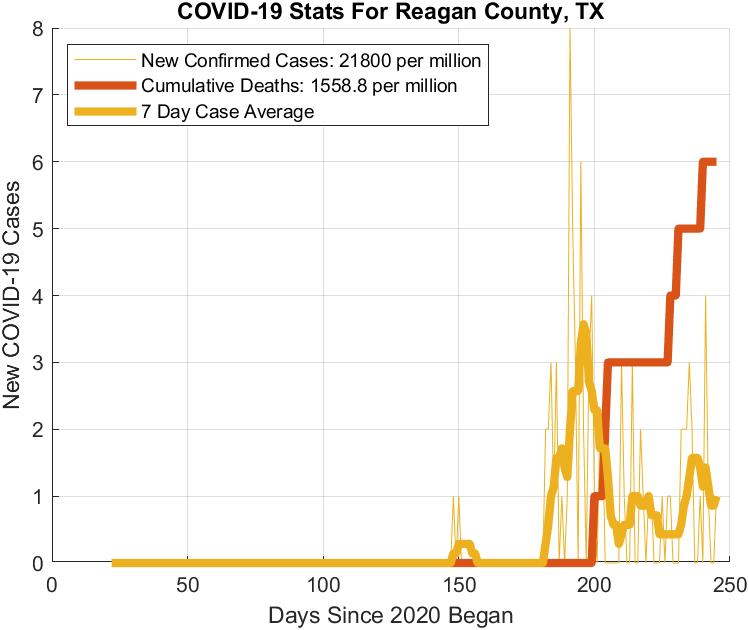 COVID-19 Stats For Reagan County, TX
New Confirmed Cases: 21800 per million
Cumulative Deaths: 1558.8 per million
7 Day Case Average
New COVID-19 Cases
8
7
6
5
4
3
2
1
0
0 50 100 150 200 250
Days Since 2020 Began